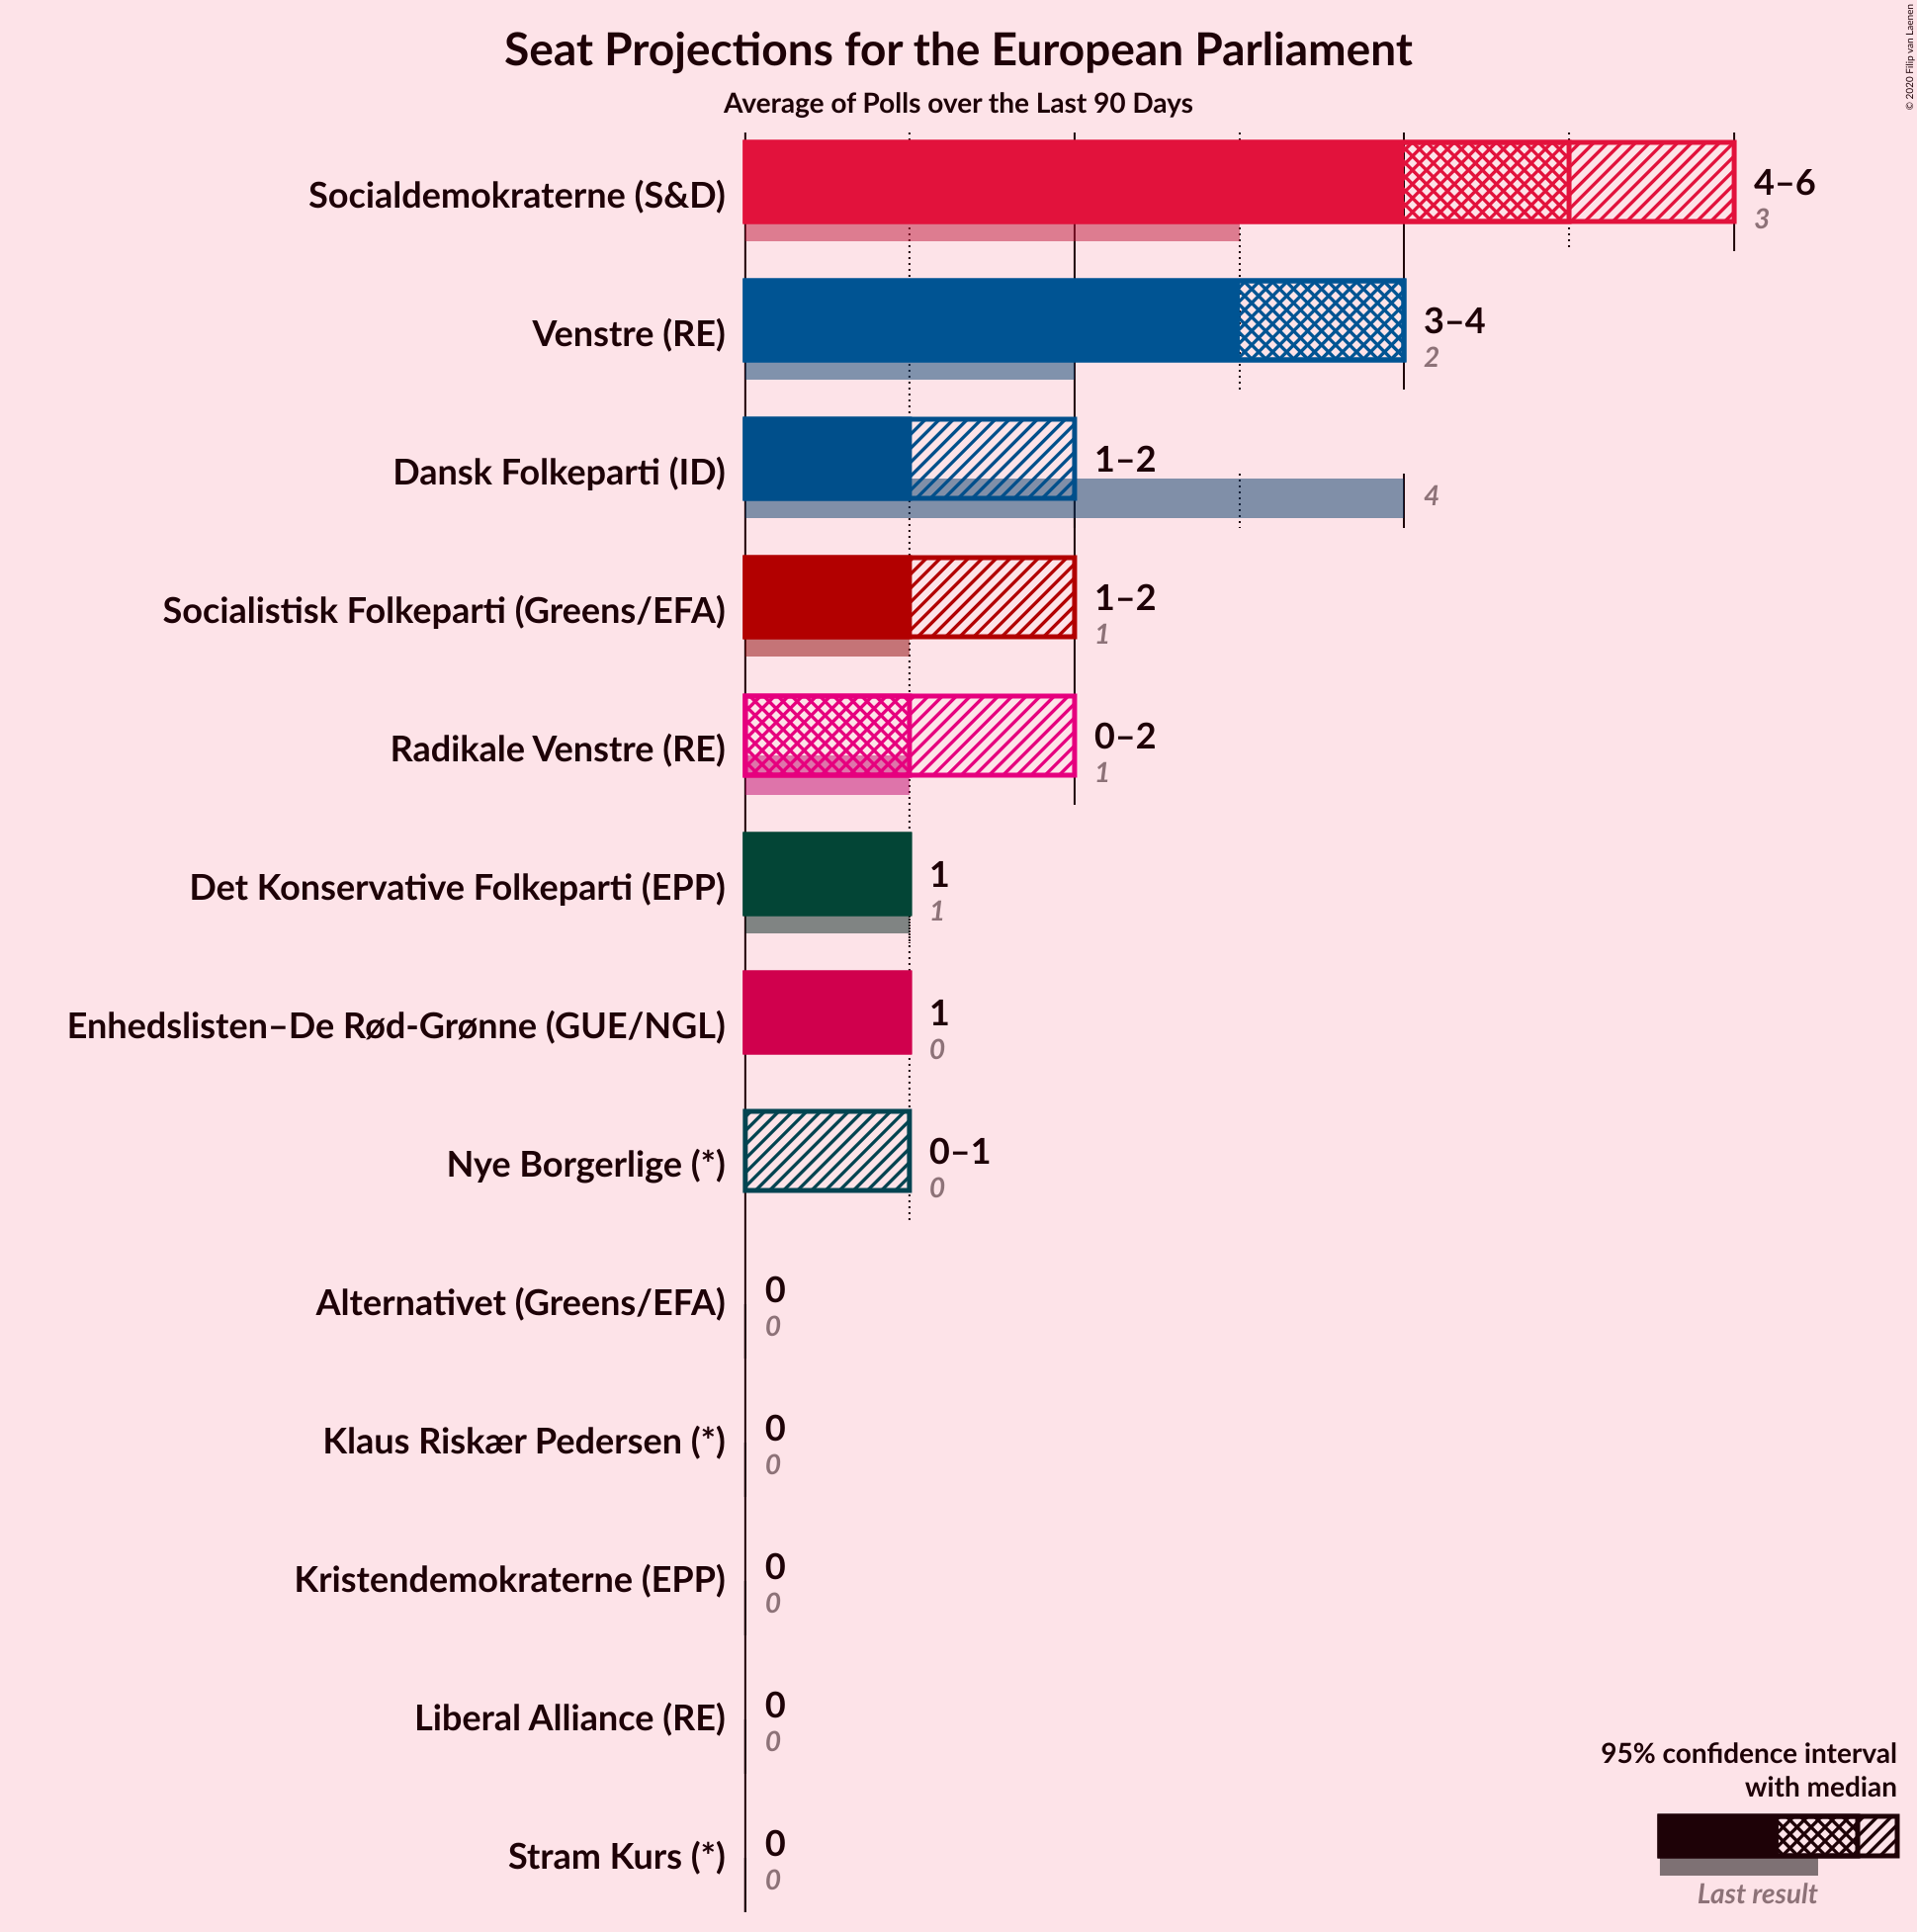 Seat Projections for the European Parliament
Average of Polls over the Last 90 Days
© 2020 Filip van Laenen
Socialdemokraterne (S&D)
4–6
3
Venstre (RE)
3–4
2
Dansk Folkeparti (ID)
1–2
4
Socialistisk Folkeparti (Greens/EFA)
1–2
1
Radikale Venstre (RE)
0–2
1
Det Konservative Folkeparti (EPP)
1
1
Enhedslisten–De Rød-Grønne (GUE/NGL)
1
0
Nye Borgerlige (*)
0–1
0
Alternativet (Greens/EFA)
0
0
Klaus Riskær Pedersen (*)
0
0
Kristendemokraterne (EPP)
0
0
Liberal Alliance (RE)
0
0
Stram Kurs (*)
0
0
95% confidence interval
with median
Last result